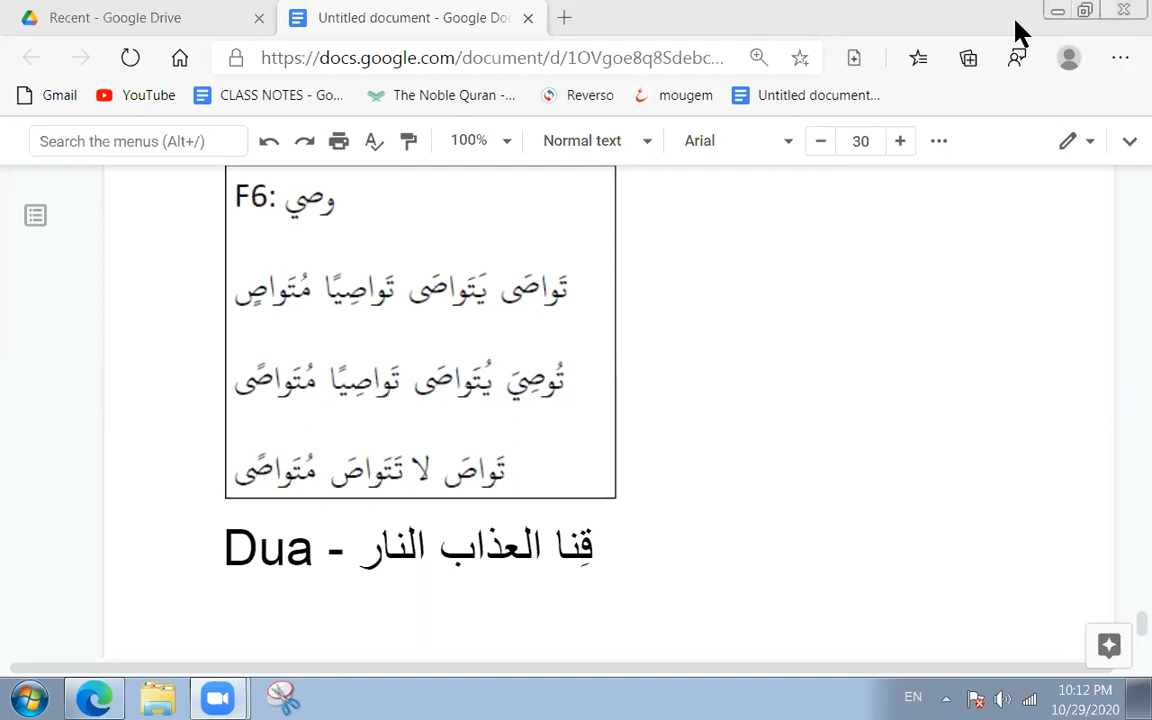 Recent - Google Drive
Untitled document - Google Doc
https://docs.google.com/document/d/1OVgoe8q8Sdebc...
Gmail
YouTube
CLASS NOTES - Go...
The Noble Quran -...
Reverso
mougem
Untitled document...
Search the menus (Alt+/)
100%
Normal text
Arial
30
F6: وصي
تَواصَى يَتَواصَى تَواصِيًا مُتَواصٍ
تُوصِيَ يُتَواصَى تَواصِيًا مُتَواصًى
تَواصَ لا تَتَواصَ مُتَواصًى
Dua - قِنا العذاب النار
EN
10:12 PM
10/29/2020